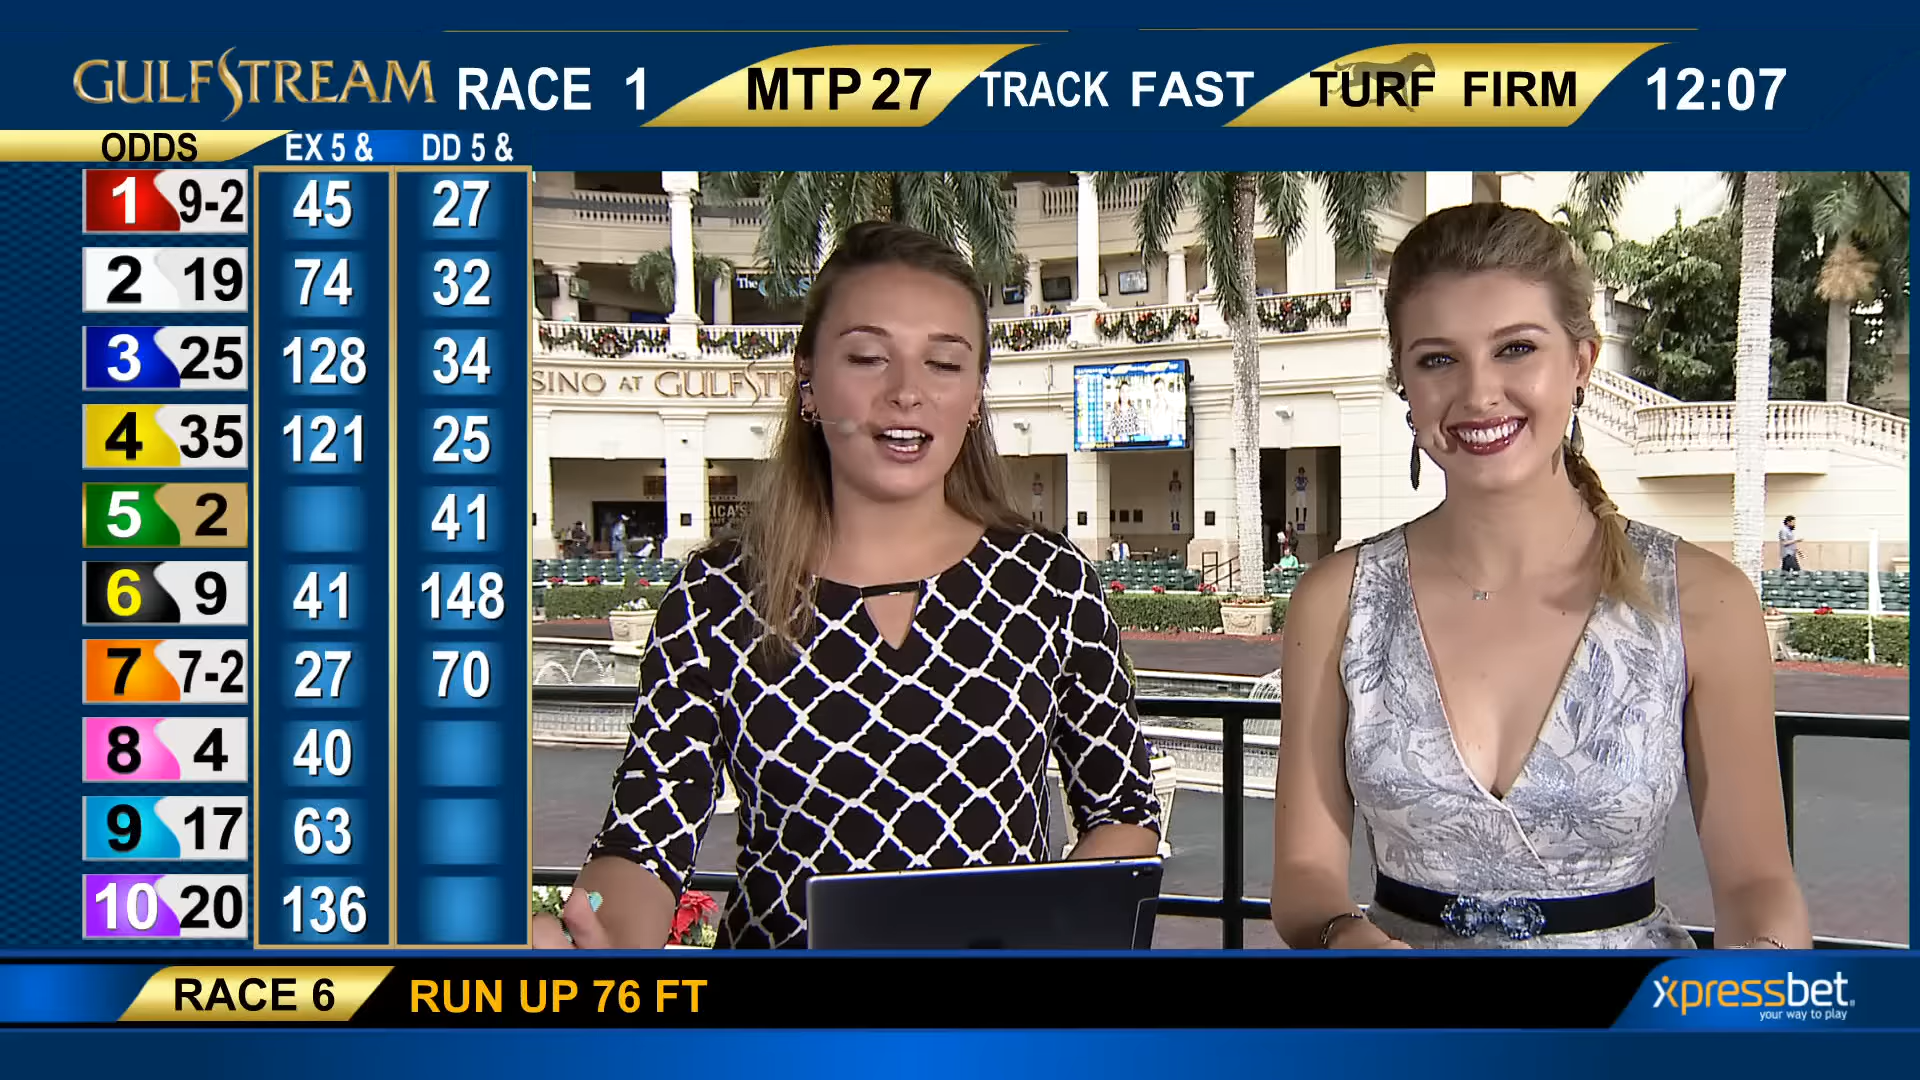 GULFSTREAM RACE 1 MTP 27 TRACK FAST TURF FIRM 12:07
ODDS EX 5 & DD 5 &
1 9-2 45 27
2 19 74 32
3 25 128 34
4 35 121 25
5 2 41
6 9 41 148
7 7-2 27 70
8 4 40
9 17 63
10 20 136
The
SINO AT GULFSTR
RICA'S
RACE 6 RUN UP 76 FT
xpressbet
your way to play